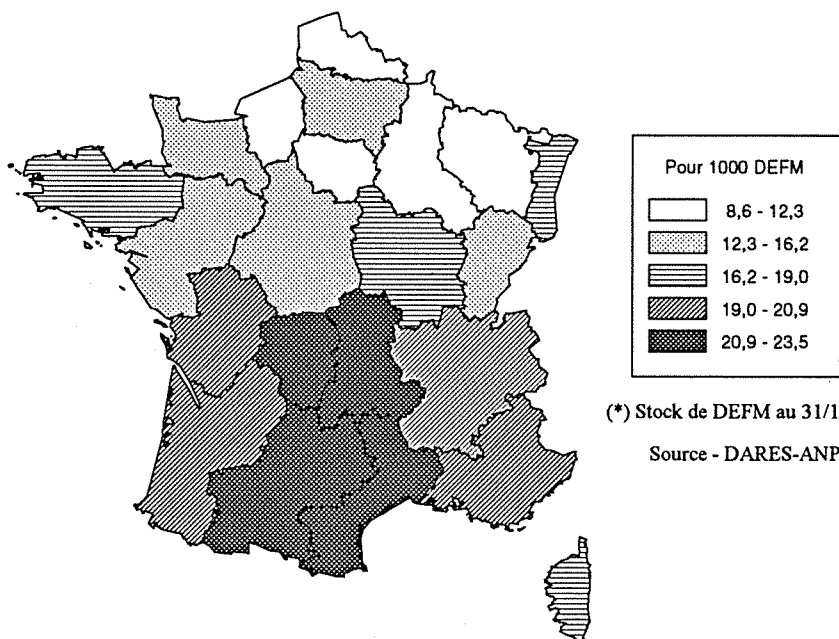 Pour 1000 DEFM
8,6 - 12,3
12,3 - 16,2
16,2 - 19,0
19,0 - 20,9
20,9 - 23,5
(*) Stock de DEFM au 31/1
Source - DARES-ANP